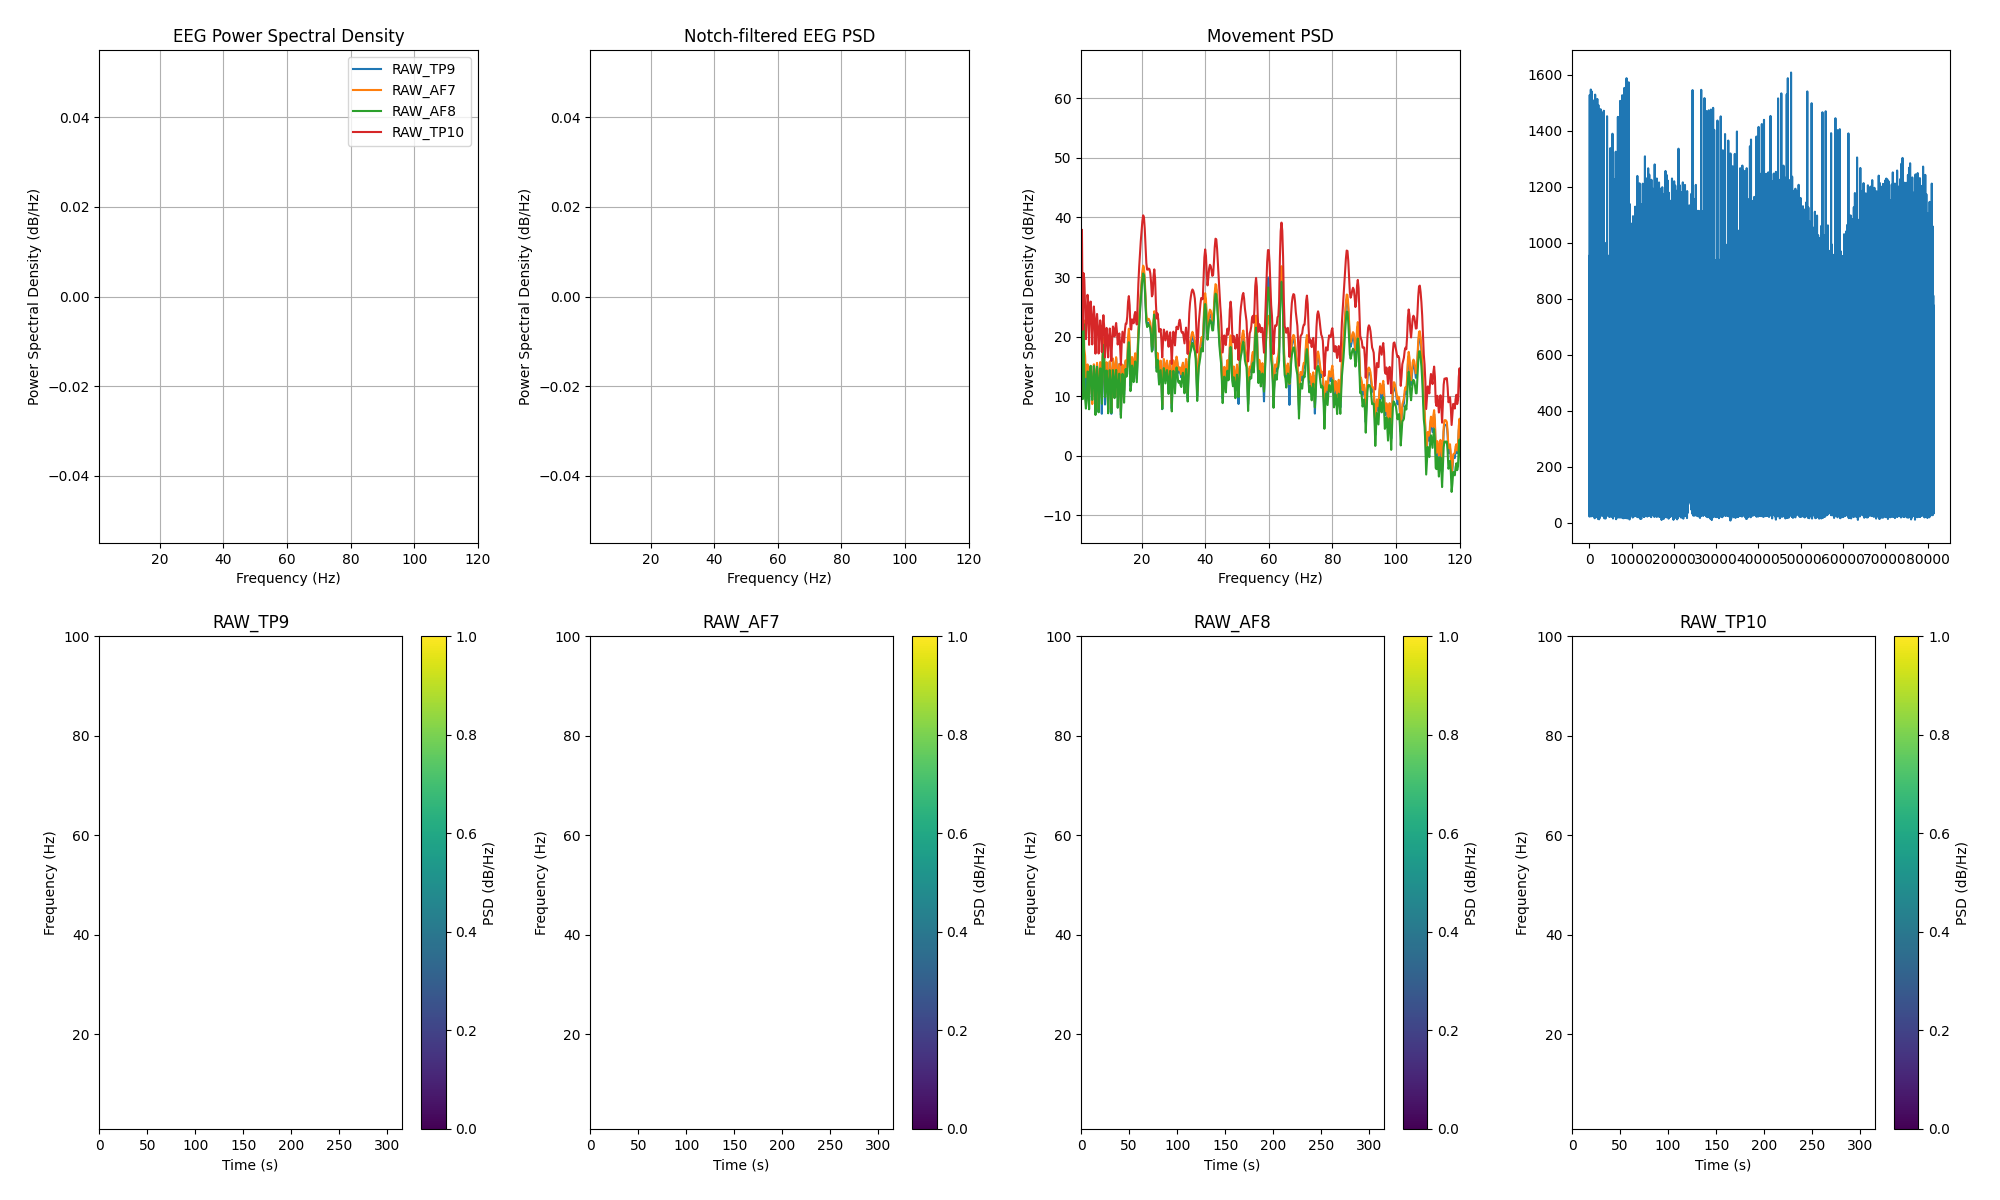 EEG Power Spectral Density
Power Spectral Density (dB/Hz)
0.04
0.02
0.00
−0.02
−0.04
RAW_TP9
RAW_AF7
RAW_AF8
RAW_TP10
20 40 60 80 100 120
Frequency (Hz)
Notch-filtered EEG PSD
Power Spectral Density (dB/Hz)
0.04
0.02
0.00
−0.02
−0.04
20 40 60 80 100 120
Frequency (Hz)
Movement PSD
Power Spectral Density (dB/Hz)
60
50
40
30
20
10
0
−10
20 40 60 80 100 120
Frequency (Hz)
1600
1400
1200
1000
800
600
400
200
0
0 10000 20000 30000 40000 50000 60000 70000 80000
RAW_TP9
Frequency (Hz)
100
80
60
40
20
0 50 100 150 200 250 300
Time (s)
1.0
0.8
0.6
0.4
0.2
0.0
PSD (dB/Hz)
RAW_AF7
Frequency (Hz)
100
80
60
40
20
0 50 100 150 200 250 300
Time (s)
1.0
0.8
0.6
0.4
0.2
0.0
PSD (dB/Hz)
RAW_AF8
Frequency (Hz)
100
80
60
40
20
0 50 100 150 200 250 300
Time (s)
1.0
0.8
0.6
0.4
0.2
0.0
PSD (dB/Hz)
RAW_TP10
Frequency (Hz)
100
80
60
40
20
0 50 100 150 200 250 300
Time (s)
1.0
0.8
0.6
0.4
0.2
0.0
PSD (dB/Hz)